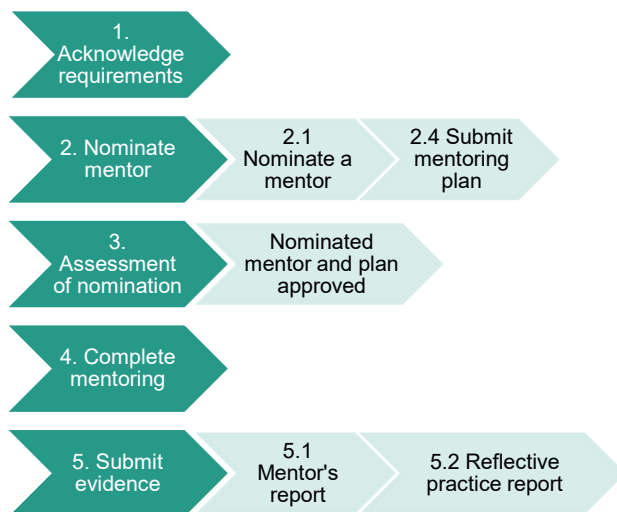 1.
Acknowledge
requirements
2. Nominate
mentor
2.1
Nominate a
mentor
2.4 Submit
mentoring
plan
3.
Assessment
of nomination
Nominated
mentor and plan
approved
4. Complete
mentoring
5. Submit
evidence
5.1
Mentor's
report
5.2 Reflective
practice report